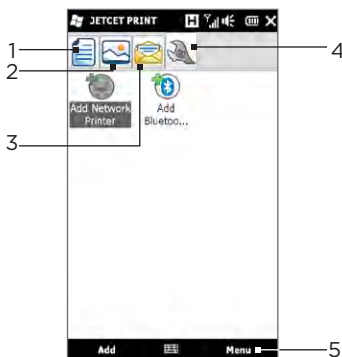 JETCET PRINT H
1
2
3
4
Add Network Printer
Add Bluetoo...
Add Menu
5